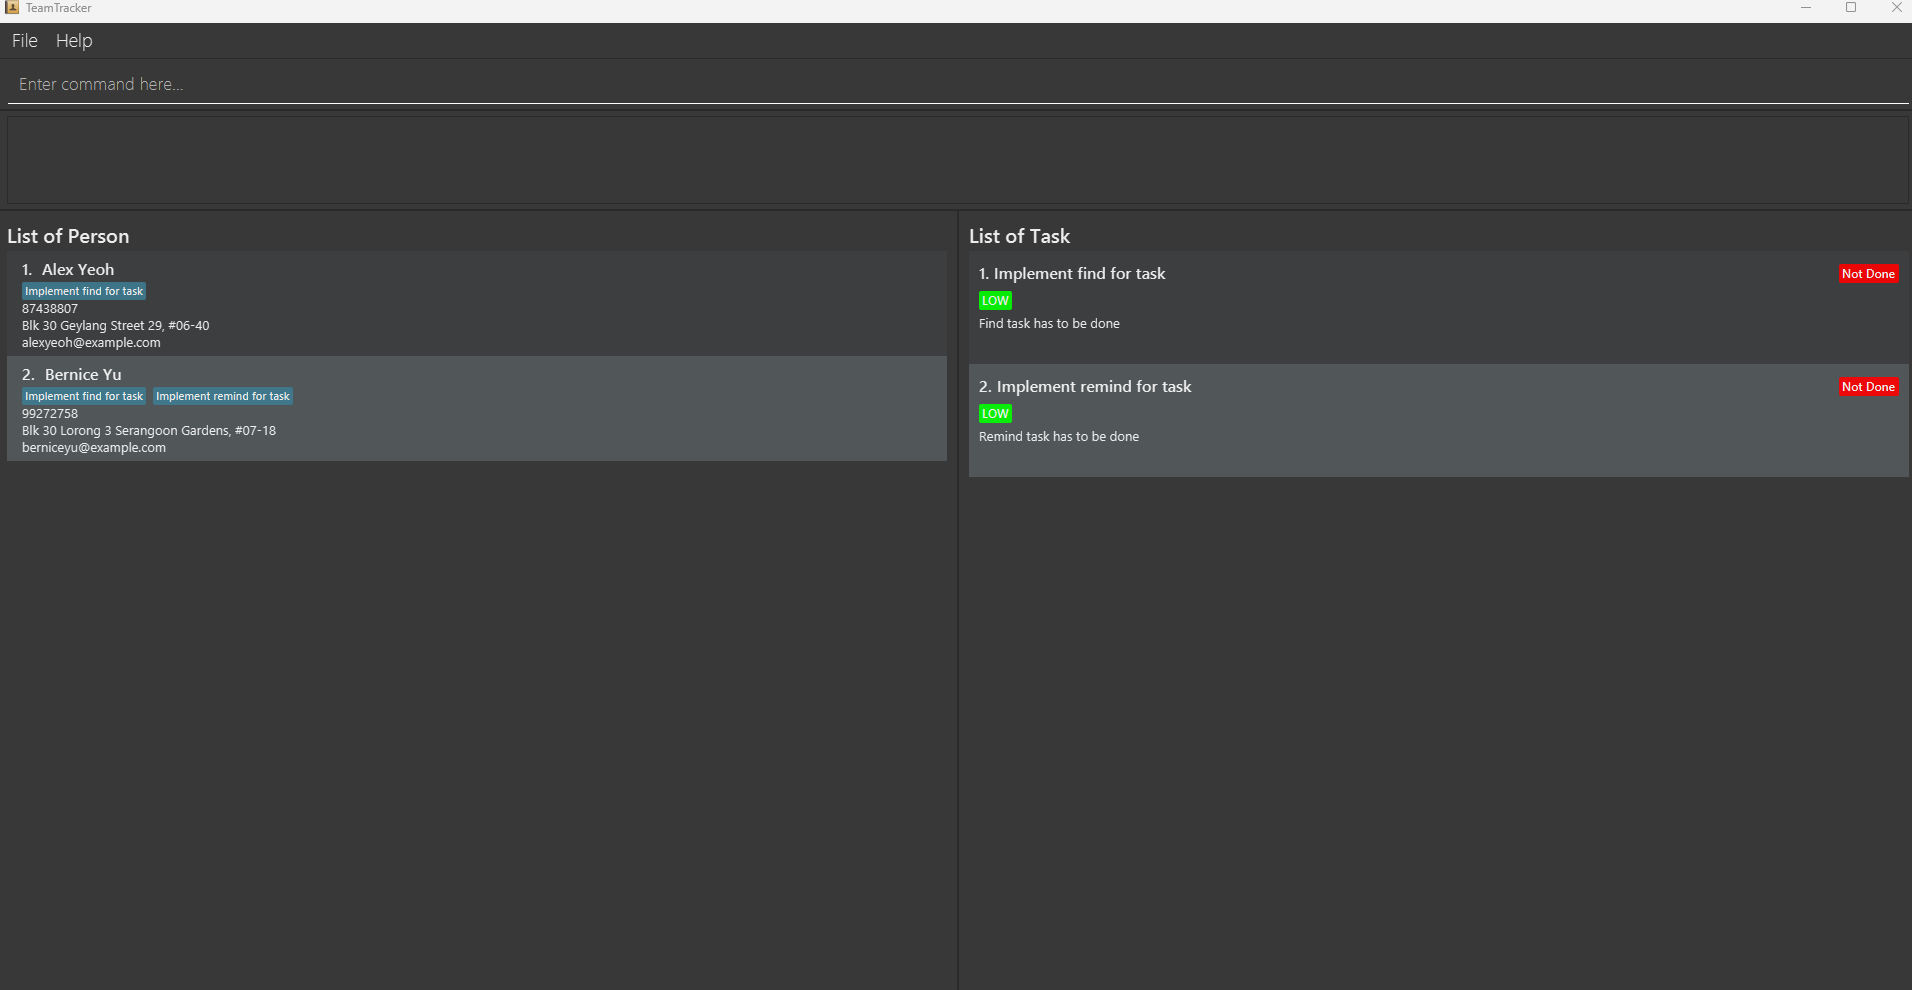 TeamTracker
File Help
Enter command here...
List of Person
1. Alex Yeoh
Implement find for task
87438807
Blk 30 Geylang Street 29, #06-40
alexyeoh@example.com
2. Bernice Yu
Implement find for task Implement remind for task
99272758
Blk 30 Lorong 3 Serangoon Gardens, #07-18
berniceyu@example.com
List of Task
1. Implement find for task Not Done
LOW
Find task has to be done
2. Implement remind for task Not Done
LOW
Remind task has to be done